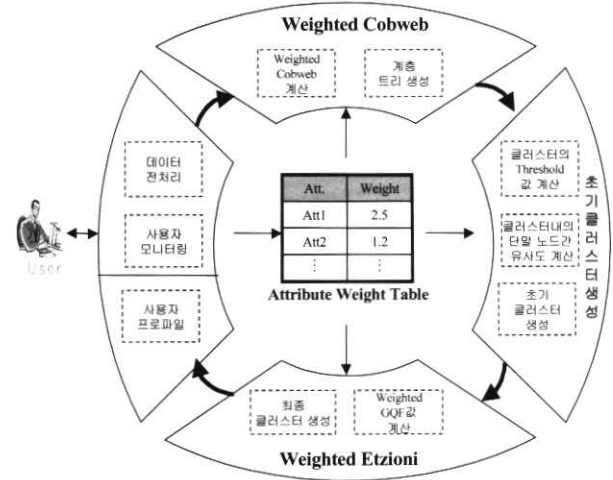 Weighted Cobweb
Weighted
Cobweb
계산
계층
트리 생성
데이터
전처리
사용자
모니터링
사용자
프로파일
User
Att. Weight
Att1 2.5
Att2 1.2
⋮ ⋮
Attribute Weight Table
클러스터의
Threshold
값 계산
클러스터내의
단말 노드간
유사도 계산
초기
클러스터
생성
초기클러스터생성
최종
클러스터 생성
Weighted
GQF값
계산
Weighted Etzioni